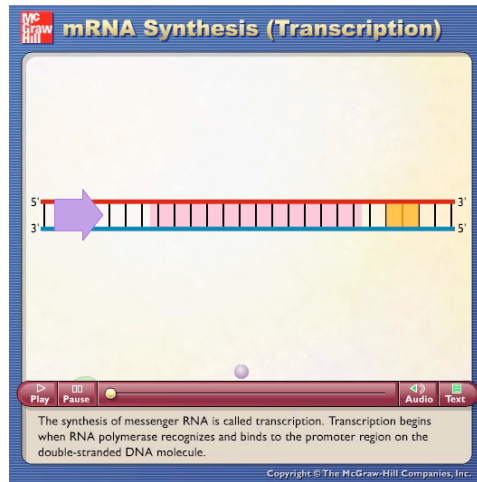 Mc
Graw
Hill
mRNA Synthesis (Transcription)
5' 3'
3' 5'
Play Pause Audio Text
The synthesis of messenger RNA is called transcription. Transcription begins
when RNA polymerase recognizes and binds to the promoter region on the
double-stranded DNA molecule.
Copyright © The McGraw-Hill Companies, Inc.